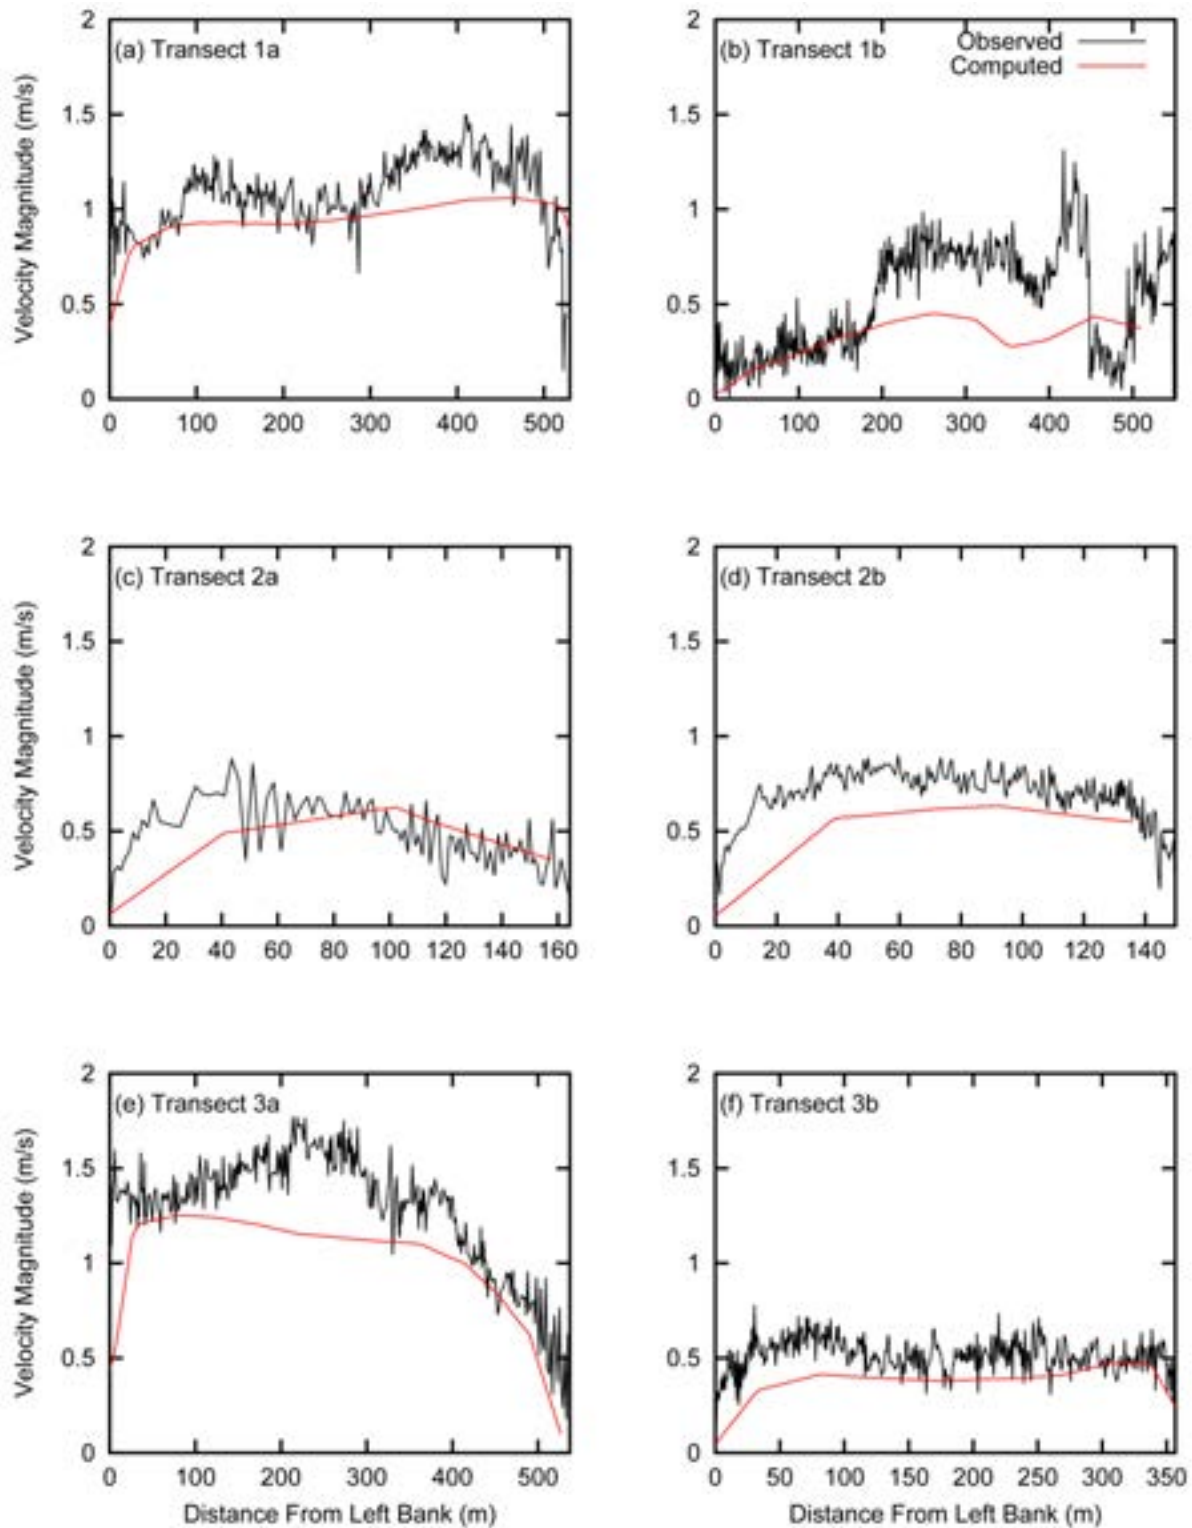 2
(a) Transect 1a
1.5
1
0.5
0
0 100 200 300 400 500
Velocity Magnitude (m/s)
2
(b) Transect 1b
Observed
Computed
1.5
1
0.5
0
0 100 200 300 400 500
2
(c) Transect 2a
1.5
1
0.5
0
0 20 40 60 80 100 120 140 160
Velocity Magnitude (m/s)
2
(d) Transect 2b
1.5
1
0.5
0
0 20 40 60 80 100 120 140
2
(e) Transect 3a
1.5
1
0.5
0
0 100 200 300 400 500
Velocity Magnitude (m/s)
Distance From Left Bank (m)
2
(f) Transect 3b
1.5
1
0.5
0
0 50 100 150 200 250 300 350
Distance From Left Bank (m)